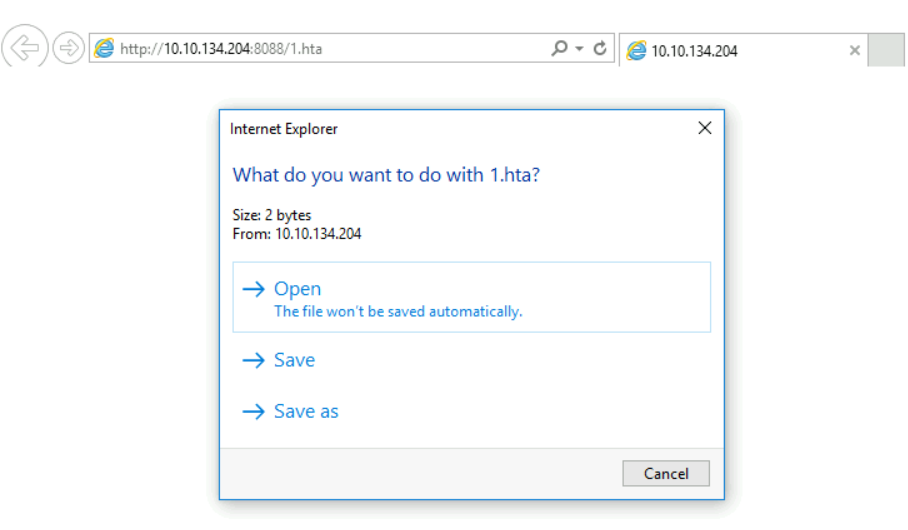 http://10.10.134.204:8088/1.hta
10.10.134.204
Internet Explorer
What do you want to do with 1.hta?
Size: 2 bytes
From: 10.10.134.204
Open
The file won't be saved automatically.
Save
Save as
Cancel